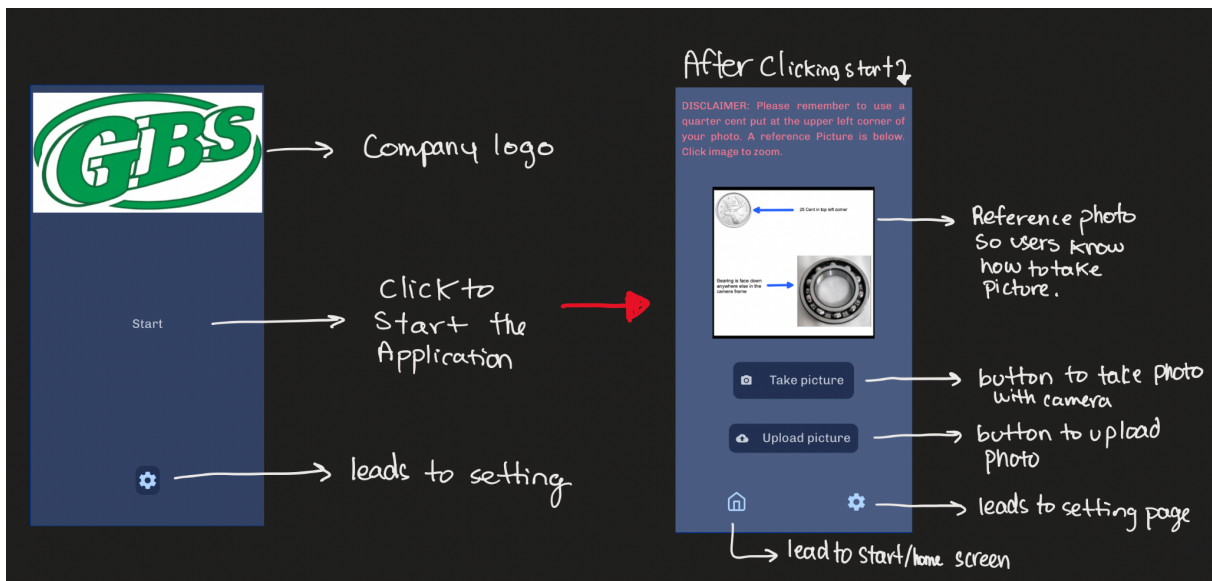 GBS
Company logo
Start
Click to
Start the
Application
leads to setting
After Clicking start
DISCLAIMER: Please remember to use a
quarter cent put at the upper left corner of
your photo. A reference Picture is below.
Click image to zoom.
25 Cent in top left corner
Bearing is face down
anywhere else in the
camera frame
Reference photo
So users know
how to take
Picture.
Take picture
button to take photo
with camera
Upload picture
button to upload
photo
leads to setting page
lead to start/home screen